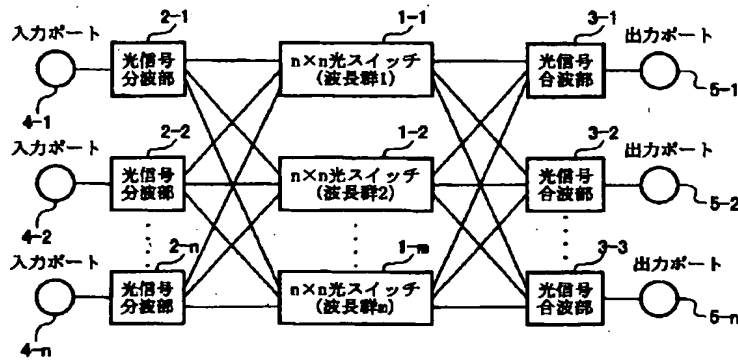 2-1
1-1
3-1
入力ポート
光信号
分波部
n×n光スイッチ
(波長群1)
光信号
合波部
出力ポート
4-1
5-1
2-2
1-2
3-2
入力ポート
光信号
分波部
n×n光スイッチ
(波長群2)
光信号
合波部
出力ポート
4-2
5-2
2-n
1-m
3-3
入力ポート
光信号
分波部
n×n光スイッチ
(波長群m)
光信号
合波部
出力ポート
4-n
5-n